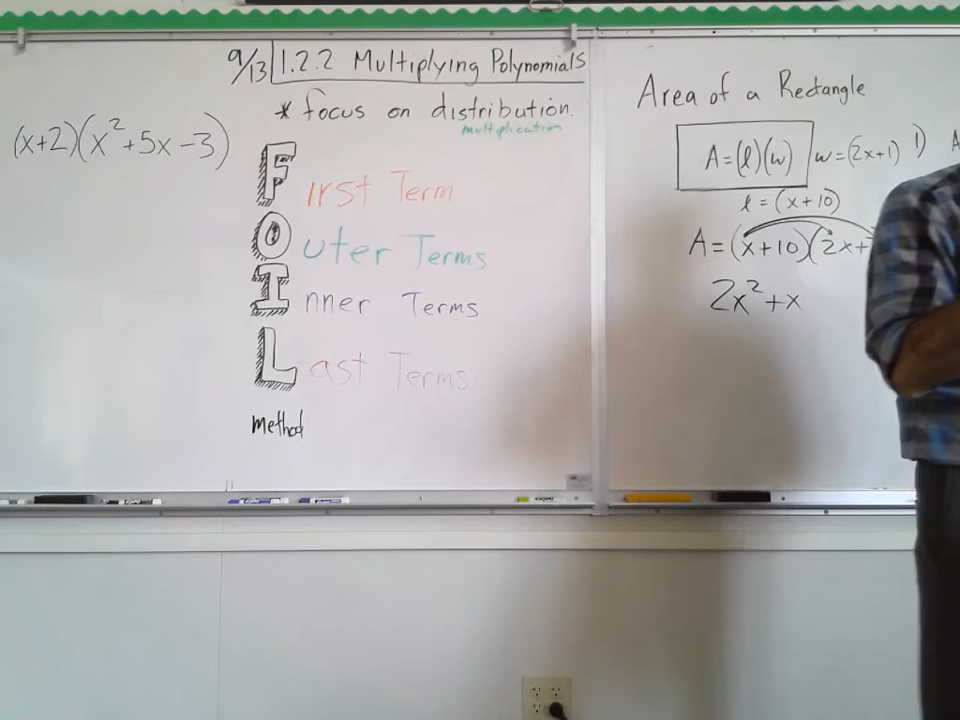 9/13 1.2.2 Multiplying Polynomials
* focus on distribution
multiplication
(x+2)(x²+5x-3)
First Term
Outer Terms
Inner Terms
Last Terms
method
Area of a Rectangle
A=(l)(w) w=(2x+1) 1) A
l=(x+10)
A=(x+10)(2x+
2x²+x